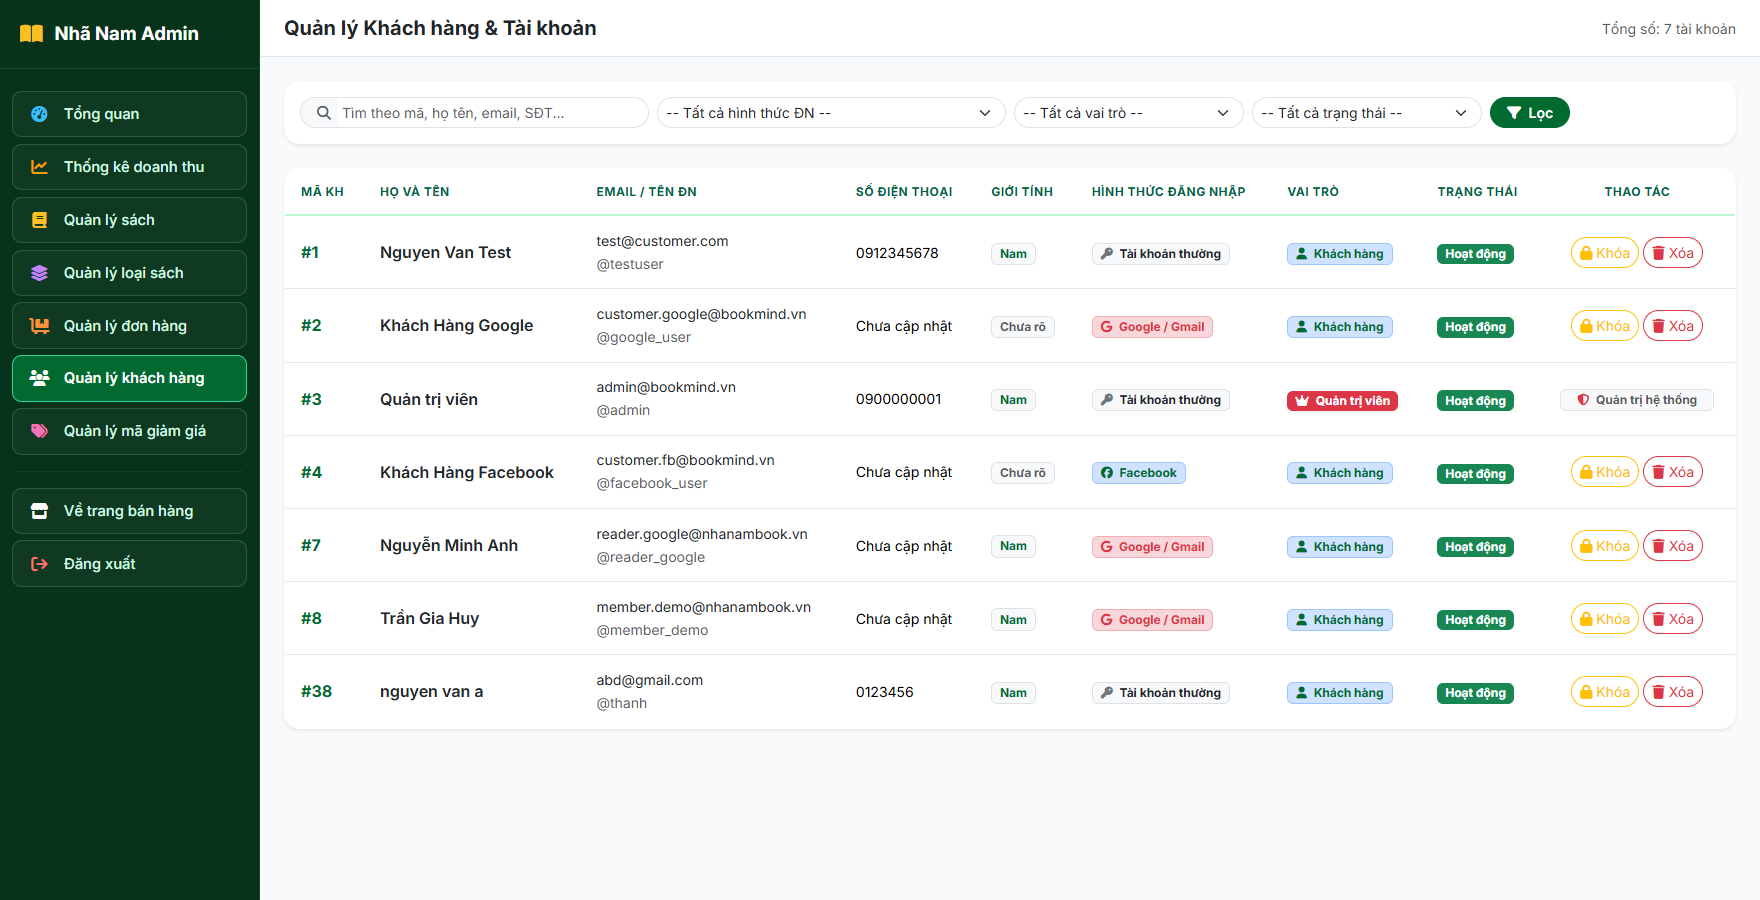 Nhã Nam Admin
Tổng quan
Thống kê doanh thu
Quản lý sách
Quản lý loại sách
Quản lý đơn hàng
Quản lý khách hàng
Quản lý mã giảm giá
Về trang bán hàng
Đăng xuất
Quản lý Khách hàng & Tài khoản
Tổng số: 7 tài khoản
Tìm theo mã, họ tên, email, SĐT... -- Tất cả hình thức ĐN -- -- Tất cả vai trò -- -- Tất cả trạng thái -- Lọc
MÃ KH HỌ VÀ TÊN EMAIL / TÊN ĐN SỐ ĐIỆN THOẠI GIỚI TÍNH HÌNH THỨC ĐĂNG NHẬP VAI TRÒ TRẠNG THÁI THAO TÁC
#1 Nguyen Van Test test@customer.com 0912345678 Nam Tài khoản thường Khách hàng Hoạt động Khóa Xóa
@testuser
#2 Khách Hàng Google customer.google@bookmind.vn Chưa cập nhật Chưa rõ Google / Gmail Khách hàng Hoạt động Khóa Xóa
@google_user
#3 Quản trị viên admin@bookmind.vn 0900000001 Nam Tài khoản thường Quản trị viên Hoạt động Quản trị hệ thống
@admin
#4 Khách Hàng Facebook customer.fb@bookmind.vn Chưa cập nhật Chưa rõ Facebook Khách hàng Hoạt động Khóa Xóa
@facebook_user
#7 Nguyễn Minh Anh reader.google@nhanambook.vn Chưa cập nhật Nam Google / Gmail Khách hàng Hoạt động Khóa Xóa
@reader_google
#8 Trần Gia Huy member.demo@nhanambook.vn Chưa cập nhật Nam Google / Gmail Khách hàng Hoạt động Khóa Xóa
@member_demo
#38 nguyen van a abd@gmail.com 0123456 Nam Tài khoản thường Khách hàng Hoạt động Khóa Xóa
@thanh